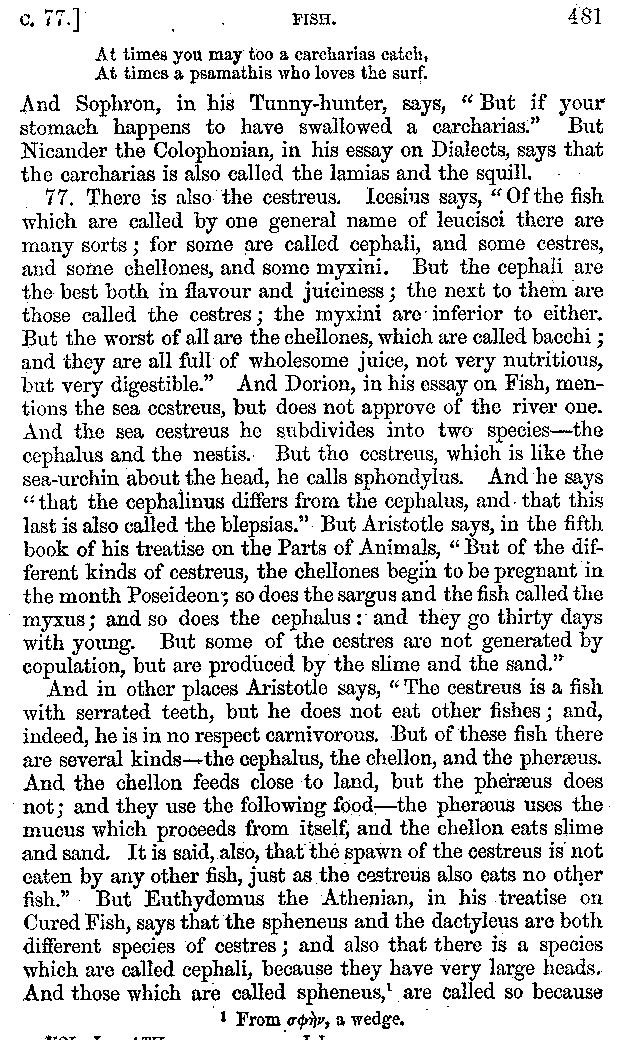 c. 77.] FISH. 481
At times you may too a carcharias catch,
At times a psamathis who loves the surf.
And Sophron, in his Tunny-hunter, says, “But if your
stomach happens to have swallowed a carcharias.” But
Nicander the Colophonian, in his essay on Dialects, says that
the carcharias is also called the lamias and the squill.
77. There is also the cestreus. Icesius says, “Of the fish
which are called by one general name of leucisci there are
many sorts; for some are called cephali, and some cestres,
and some chellones, and some myxini. But the cephali are
the best both in flavour and juiciness; the next to them are
those called the cestres; the myxini are inferior to either.
But the worst of all are the chellones, which are called bacchi;
and they are all full of wholesome juice, not very nutritious,
but very digestible.” And Dorion, in his essay on Fish, men-
tions the sea cestreus, but does not approve of the river one.
And the sea cestreus he subdivides into two species—the
cephalus and the nestis. But the cestreus, which is like the
sea-urchin about the head, he calls sphondylus. And he says
“that the cephalinus differs from the cephalus, and that this
last is also called the blepsias.” But Aristotle says, in the fifth
book of his treatise on the Parts of Animals, “But of the dif-
ferent kinds of cestreus, the chellones begin to be pregnant in
the month Poseideon; so does the sargus and the fish called the
myxus; and so does the cephalus: and they go thirty days
with young. But some of the cestres are not generated by
copulation, but are produced by the slime and the sand.”
And in other places Aristotle says, “The cestreus is a fish
with serrated teeth, but he does not eat other fishes; and,
indeed, he is in no respect carnivorous. But of these fish there
are several kinds—the cephalus, the chellon, and the pheræus.
And the chellon feeds close to land, but the pheræus does
not; and they use the following food—the pheræus uses the
mucus which proceeds from itself, and the chellon eats slime
and sand. It is said, also, that the spawn of the cestreus is not
eaten by any other fish, just as the cestreus also eats no other
fish.” But Euthydemus the Athenian, in his treatise on
Cured Fish, says that the spheneus and the dactyleus are both
different species of cestres; and also that there is a species
which are called cephali, because they have very large heads.
And those which are called spheneus,¹ are called so because
¹ From σφὴν, a wedge.